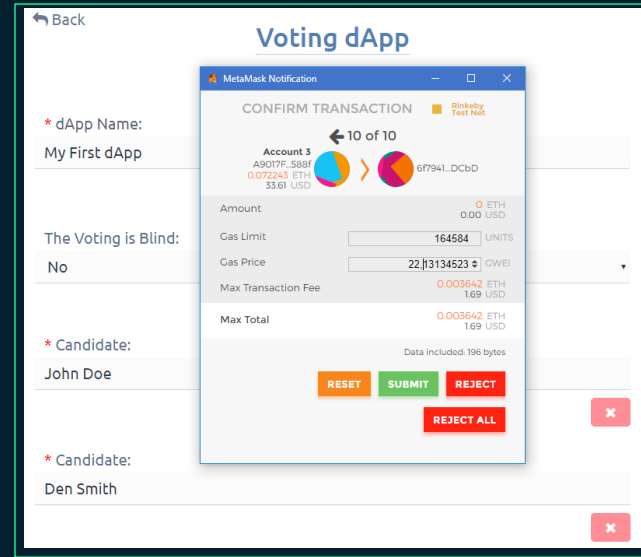 Back
Voting dApp
MetaMask Notification
CONFIRM TRANSACTION
Rinkeby
Test Net
10 of 10
Account 3
A9017F...588f
0.072243 ETH
33.61 USD
6f7941...DCbD
Amount
0 ETH
0.00 USD
Gas Limit
164584 UNITS
Gas Price
22.13134523 GWEI
Max Transaction Fee
0.003642 ETH
1.69 USD
Max Total
0.003642 ETH
1.69 USD
Data included: 196 bytes
RESET
SUBMIT
REJECT
REJECT ALL
* dApp Name:
My First dApp
The Voting is Blind:
No
* Candidate:
John Doe
* Candidate:
Den Smith